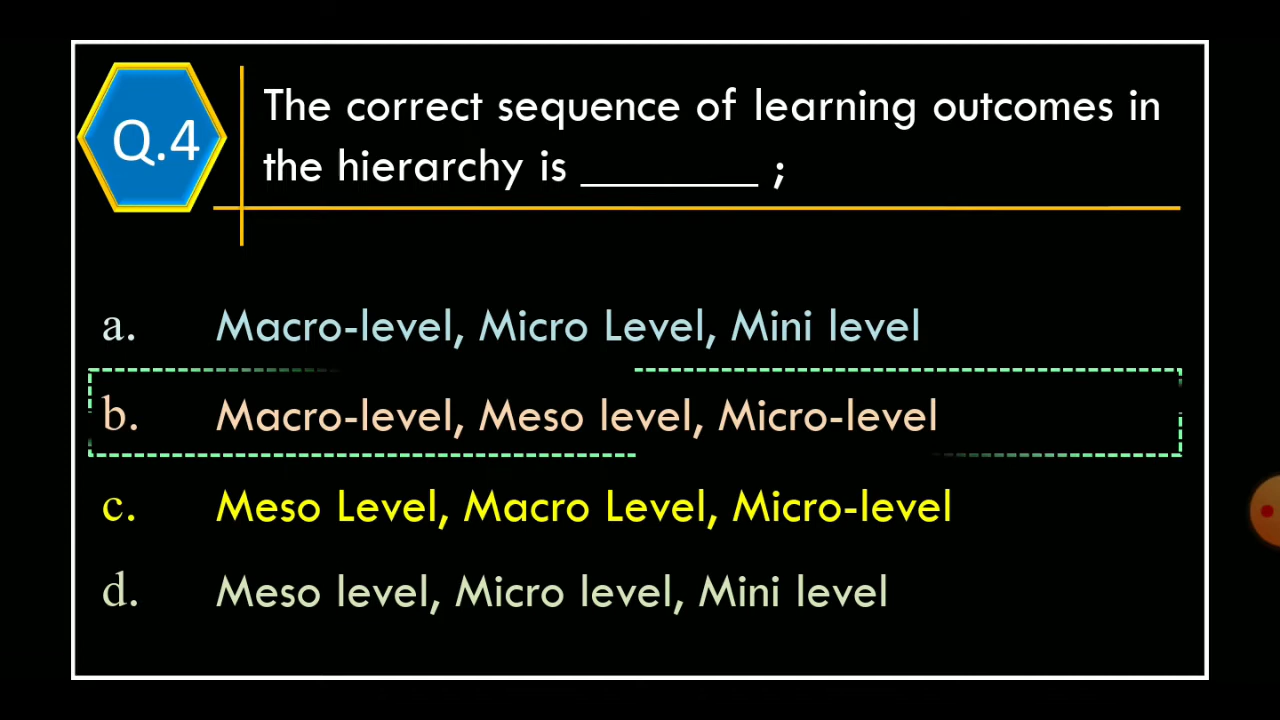 Q.4
The correct sequence of learning outcomes in
the hierarchy is ________ ;
a. Macro-level, Micro Level, Mini level
b. Macro-level, Meso level, Micro-level
c. Meso Level, Macro Level, Micro-level
d. Meso level, Micro level, Mini level